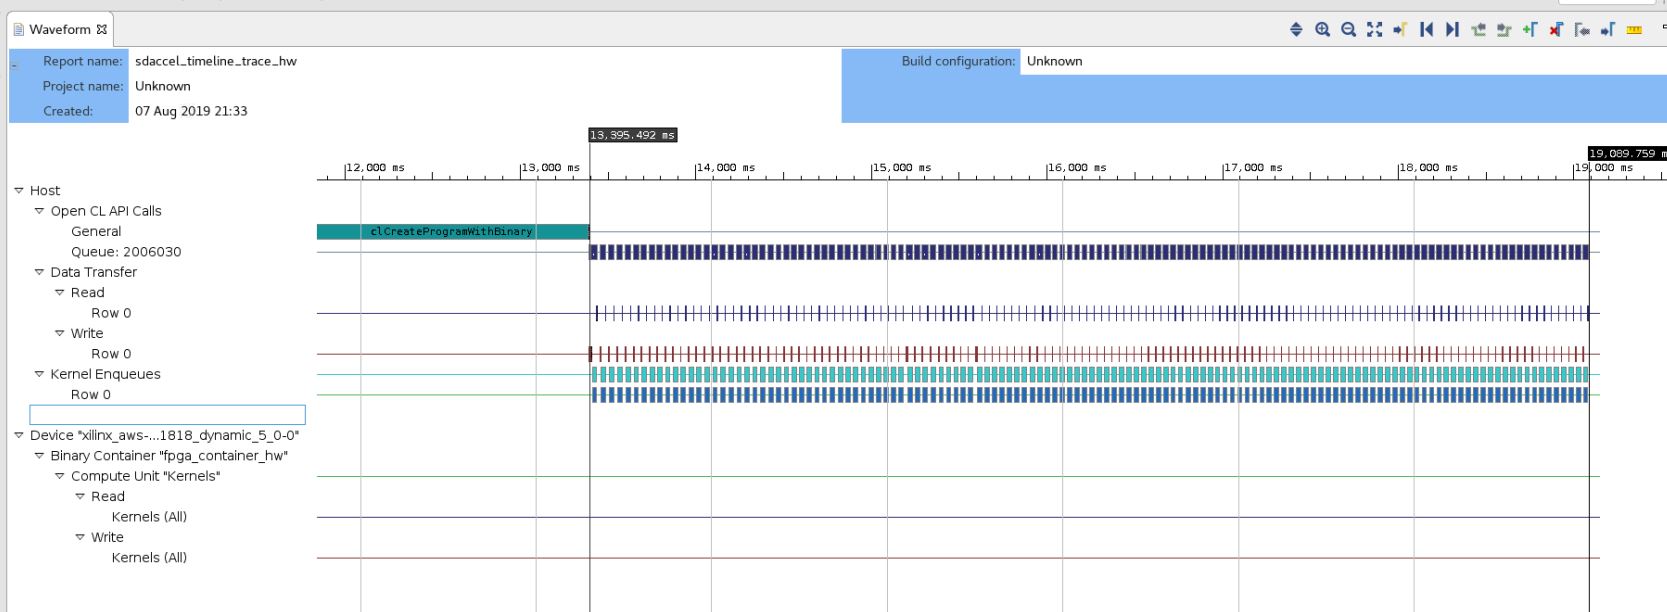 Waveform
Report name: sdaccel_timeline_trace_hw
Build configuration: Unknown
Project name: Unknown
Created: 07 Aug 2019 21:33
13,395.492 ms
19,089.759 m
12,000 ms 13,000 ms 14,000 ms 15,000 ms 16,000 ms 17,000 ms 18,000 ms 19,000 ms
Host
Open CL API Calls
General clCreateProgramWithBinary
Queue: 2006030
Data Transfer
Read
Row 0
Write
Row 0
Kernel Enqueues
Row 0
Device "xilinx_aws-...1818_dynamic_5_0-0"
Binary Container "fpga_container_hw"
Compute Unit "Kernels"
Read
Kernels (All)
Write
Kernels (All)